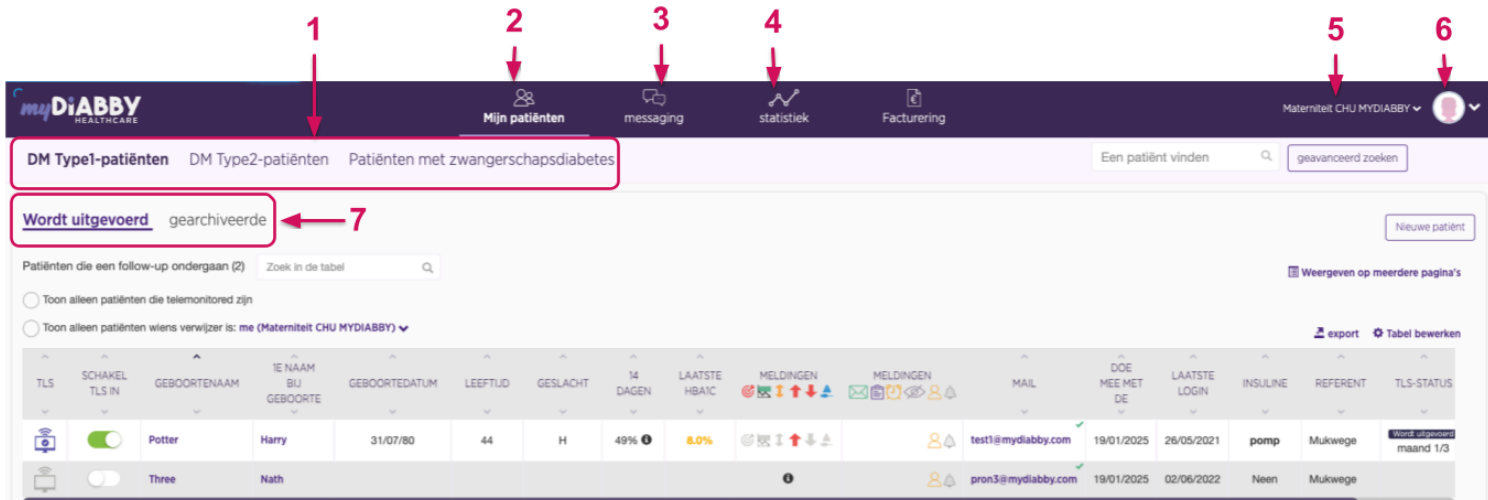 1 2 3 4 5 6
myDiABBY
HEALTHCARE
Mijn patiënten messaging statistiek Facturering Materniteit CHU MYDIABBY
DM Type1-patiënten DM Type2-patiënten Patiënten met zwangerschapsdiabetes Een patiënt vinden geavanceerd zoeken
Wordt uitgevoerd gearchiveerde 7
Nieuwe patiënt
Patiënten die een follow-up ondergaan (2) Zoek in de tabel
Weergeven op meerdere pagina's
Toon alleen patiënten die telemonitored zijn
Toon alleen patiënten wiens verwijzer is: me (Materniteit CHU MYDIABBY)
export Tabel bewerken
TLS SCHAKEL TLS IN GEBOORTENAAM 1E NAAM BIJ GEBOORTE GEBOORTEDATUM LEEFTIJD GESLACHT 14 DAGEN LAATSTE HBA1C MELDINGEN MELDINGEN MAIL DOE MEE MET DE LAATSTE LOGIN INSULINE REFERENT TLS-STATUS
Potter Harry 31/07/80 44 H 49% 8.0% test1@mydiabby.com 19/01/2025 26/05/2021 pomp Mukwege Wordt uitgevoerd
maand 1/3
Three Nath pron3@mydiabby.com 19/01/2025 02/06/2022 Neen Mukwege